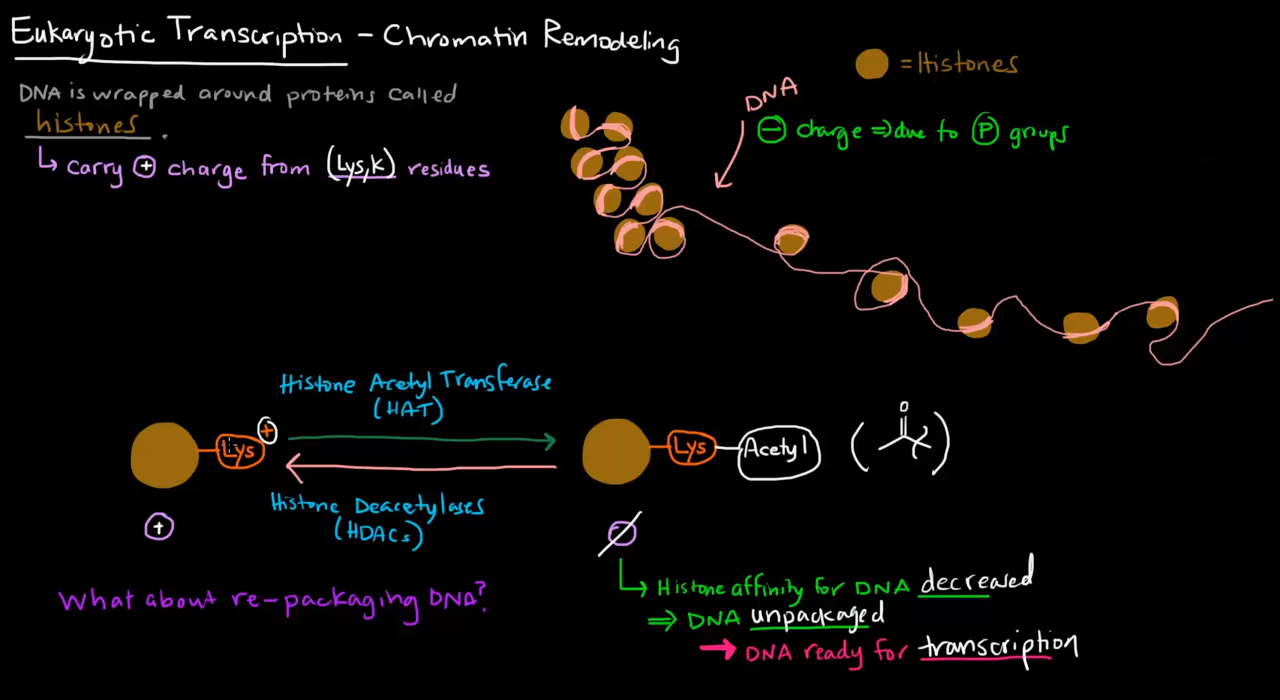 Eukaryotic Transcription - Chromatin Remodeling
DNA is wrapped around proteins called
histones.
↳ carry ⊕ charge from (Lys, K) residues
= Histones
DNA
⊖ charge ⇒ due to Ⓟ groups
Histone Acetyl Transferase
(HAT)
Lys +
Histone Deacetylases
(HDACs)
+
Lys Acetyl
O
What about re-packaging DNA?
↳ Histone affinity for DNA decreased
⇒ DNA unpackaged
→ DNA ready for transcription